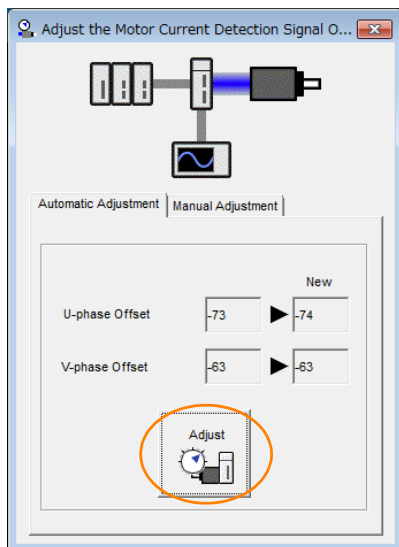 Adjust the Motor Current Detection Signal O...
Automatic Adjustment Manual Adjustment
New
U-phase Offset -73 -74
V-phase Offset -63 -63
Adjust